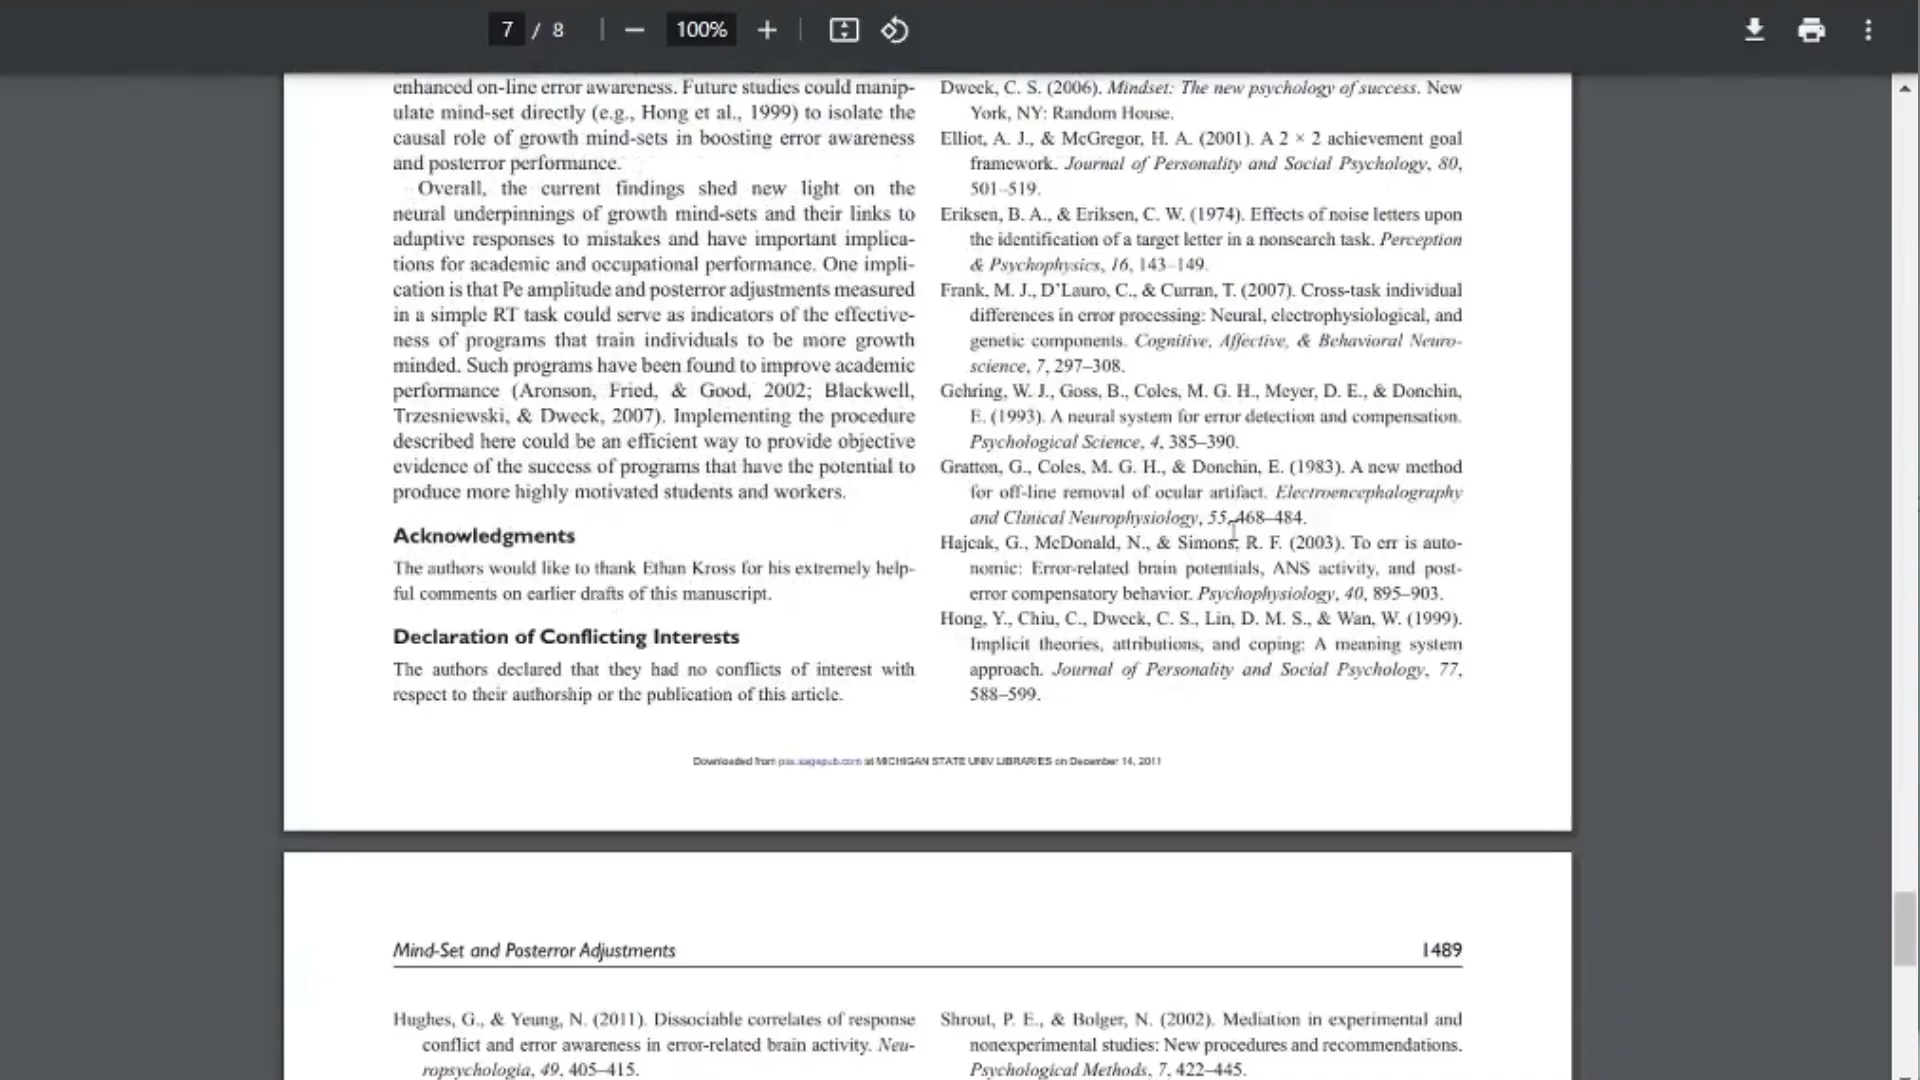 7 / 8 100%
enhanced on-line error awareness. Future studies could manip-
ulate mind-set directly (e.g., Hong et al., 1999) to isolate the
causal role of growth mind-sets in boosting error awareness
and posterror performance.
Overall, the current findings shed new light on the
neural underpinnings of growth mind-sets and their links to
adaptive responses to mistakes and have important implica-
tions for academic and occupational performance. One impli-
cation is that Pe amplitude and posterror adjustments measured
in a simple RT task could serve as indicators of the effective-
ness of programs that train individuals to be more growth
minded. Such programs have been found to improve academic
performance (Aronson, Fried, & Good, 2002; Blackwell,
Trzesniewski, & Dweck, 2007). Implementing the procedure
described here could be an efficient way to provide objective
evidence of the success of programs that have the potential to
produce more highly motivated students and workers.
Acknowledgments
The authors would like to thank Ethan Kross for his extremely help-
ful comments on earlier drafts of this manuscript.
Declaration of Conflicting Interests
The authors declared that they had no conflicts of interest with
respect to their authorship or the publication of this article.
Dweck, C. S. (2006). Mindset: The new psychology of success. New
York, NY: Random House.
Elliot, A. J., & McGregor, H. A. (2001). A 2 × 2 achievement goal
framework. Journal of Personality and Social Psychology, 80,
501–519.
Eriksen, B. A., & Eriksen, C. W. (1974). Effects of noise letters upon
the identification of a target letter in a nonsearch task. Perception
& Psychophysics, 16, 143–149.
Frank, M. J., D'Lauro, C., & Curran, T. (2007). Cross-task individual
differences in error processing: Neural, electrophysiological, and
genetic components. Cognitive, Affective, & Behavioral Neuro-
science, 7, 297–308.
Gehring, W. J., Goss, B., Coles, M. G. H., Meyer, D. E., & Donchin,
E. (1993). A neural system for error detection and compensation.
Psychological Science, 4, 385–390.
Gratton, G., Coles, M. G. H., & Donchin, E. (1983). A new method
for off-line removal of ocular artifact. Electroencephalography
and Clinical Neurophysiology, 55, 468–484.
Hajcak, G., McDonald, N., & Simons, R. F. (2003). To err is auto-
nomic: Error-related brain potentials, ANS activity, and post-
error compensatory behavior. Psychophysiology, 40, 895–903.
Hong, Y., Chiu, C., Dweck, C. S., Lin, D. M. S., & Wan, W. (1999).
Implicit theories, attributions, and coping: A meaning system
approach. Journal of Personality and Social Psychology, 77,
588–599.
Downloaded from pss.sagepub.com at MICHIGAN STATE UNIV LIBRARIES on December 14, 2011
Mind-Set and Posterror Adjustments 1489
Hughes, G., & Yeung, N. (2011). Dissociable correlates of response
conflict and error awareness in error-related brain activity. Neu-
ropsychologia, 49, 405–415.
Shrout, P. E., & Bolger, N. (2002). Mediation in experimental and
nonexperimental studies: New procedures and recommendations.
Psychological Methods, 7, 422–445.